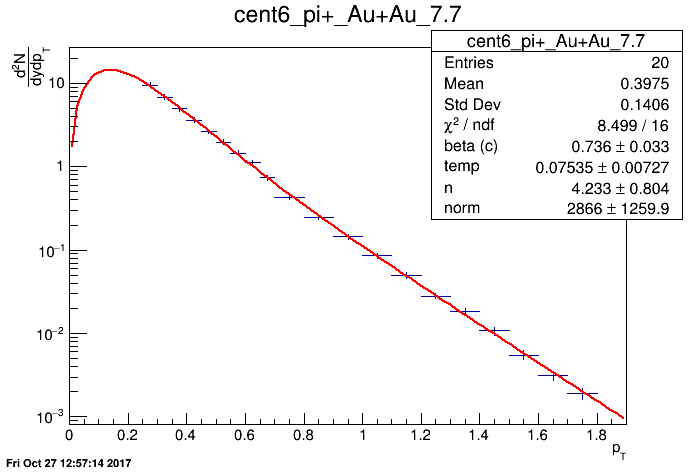 cent6_pi+_Au+Au_7.7
d²N
dydp_T
cent6_pi+_Au+Au_7.7
Entries 20
Mean 0.3975
Std Dev 0.1406
χ² / ndf 8.499 / 16
beta (c) 0.736 ± 0.033
temp 0.07535 ± 0.00727
n 4.233 ± 0.804
norm 2866 ± 1259.9
10
1
10⁻¹
10⁻²
10⁻³
0 0.2 0.4 0.6 0.8 1 1.2 1.4 1.6 1.8
p_T
Fri Oct 27 12:57:14 2017